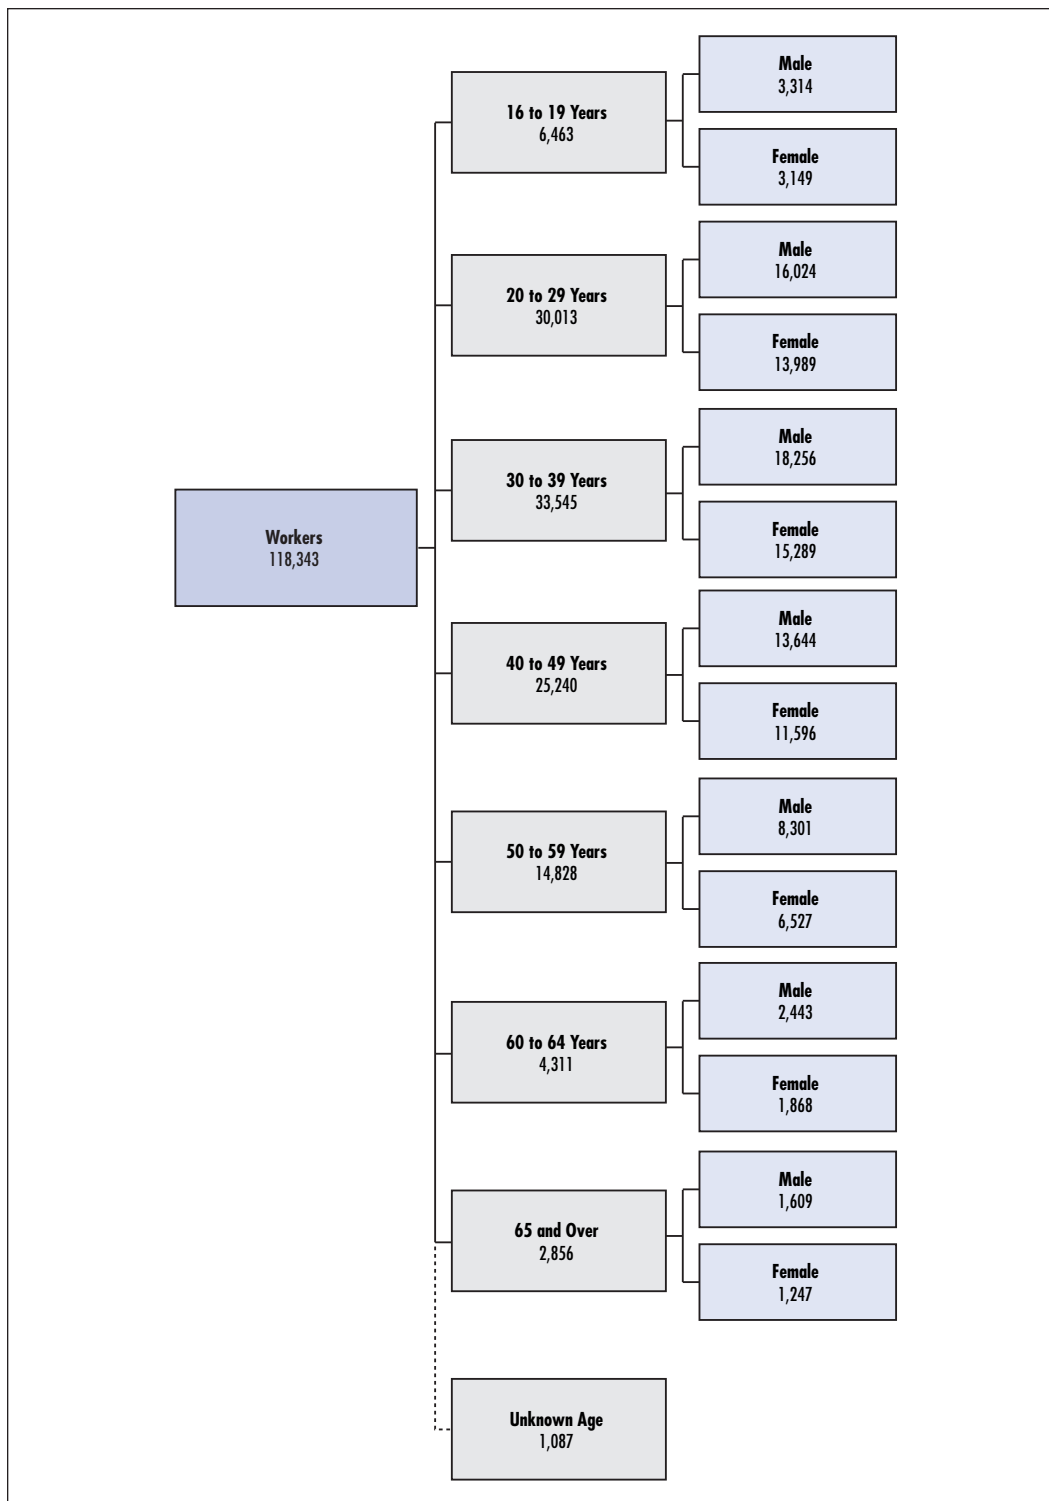 Workers
118,343
16 to 19 Years
6,463
Male
3,314
Female
3,149
20 to 29 Years
30,013
Male
16,024
Female
13,989
30 to 39 Years
33,545
Male
18,256
Female
15,289
40 to 49 Years
25,240
Male
13,644
Female
11,596
50 to 59 Years
14,828
Male
8,301
Female
6,527
60 to 64 Years
4,311
Male
2,443
Female
1,868
65 and Over
2,856
Male
1,609
Female
1,247
Unknown Age
1,087